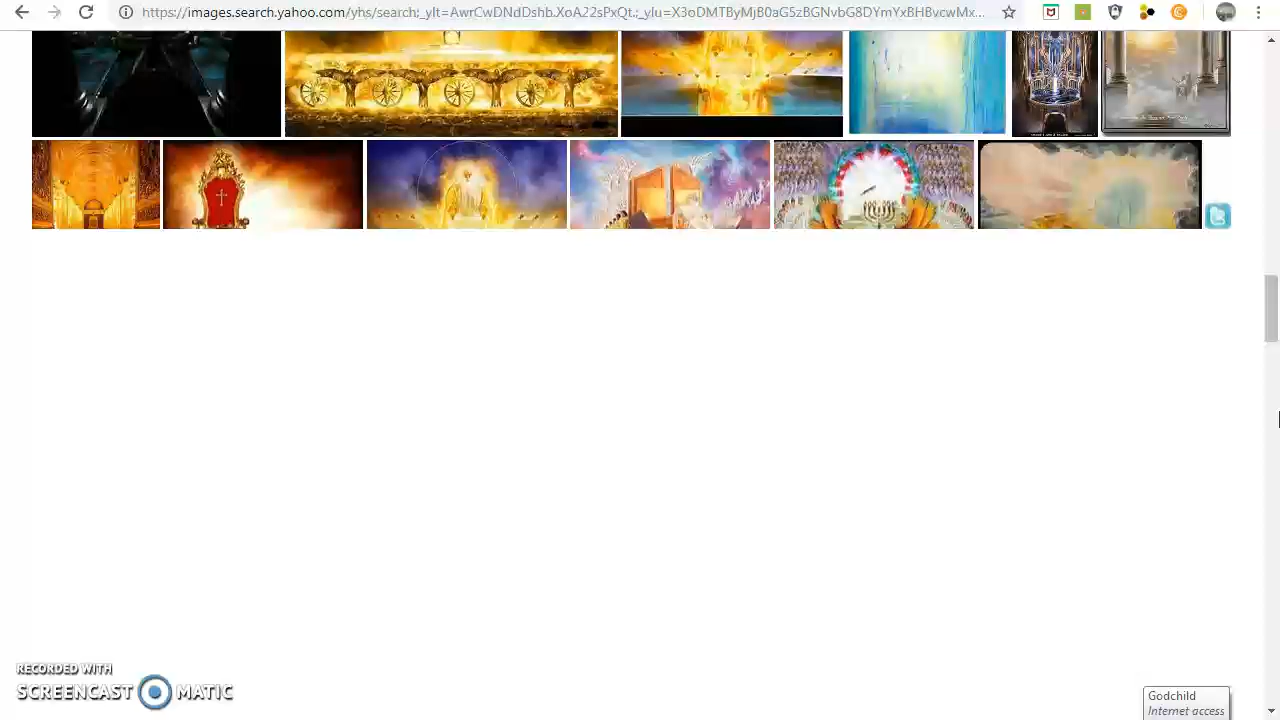 https://images.search.yahoo.com/yhs/search;_ylt=AwrCwDNdDshb.XoA22sPxQt.;_ylu=X3oDMTByMjB0aG5zBGNvbG8DYmYxBHBvcwMx...
RECORDED WITH
SCREENCAST MATIC
Godchild
Internet access